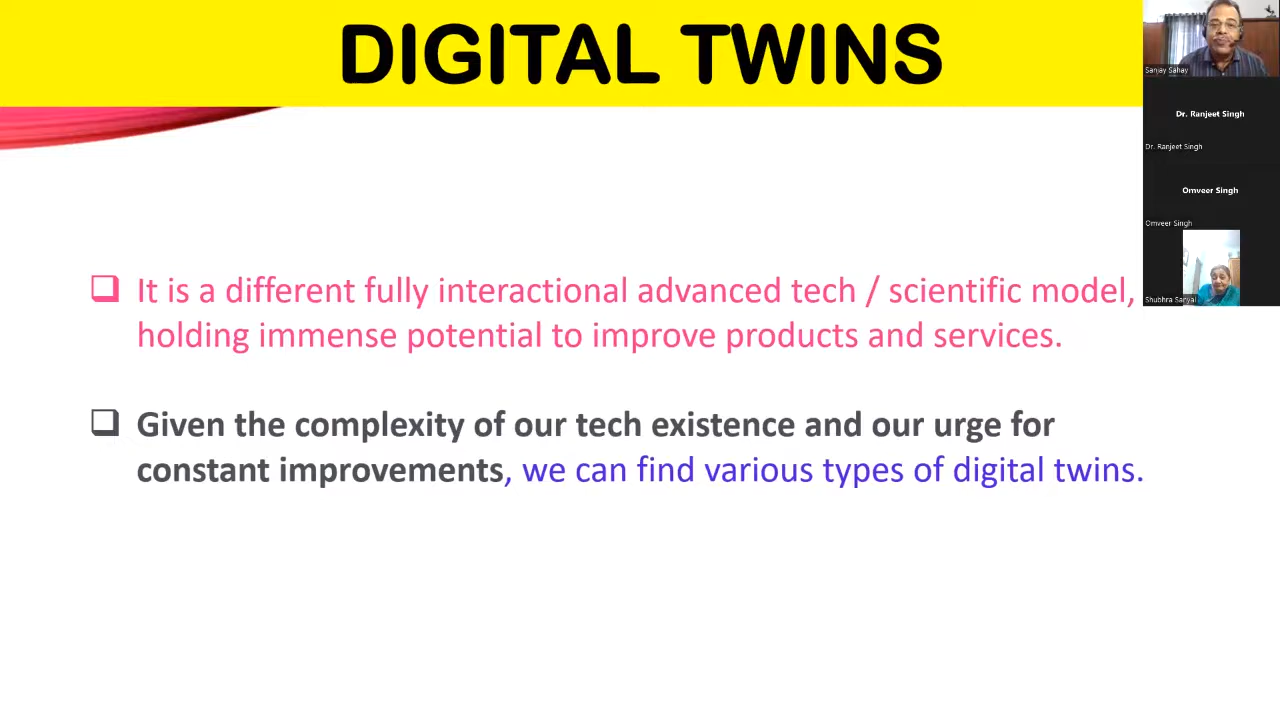 DIGITAL TWINS
Sanjay Sahay
Dr. Ranjeet Singh
Dr. Ranjeet Singh
Omveer Singh
Omveer Singh
Shubhra Sanyal
It is a different fully interactional advanced tech / scientific model,
holding immense potential to improve products and services.
Given the complexity of our tech existence and our urge for
constant improvements, we can find various types of digital twins.